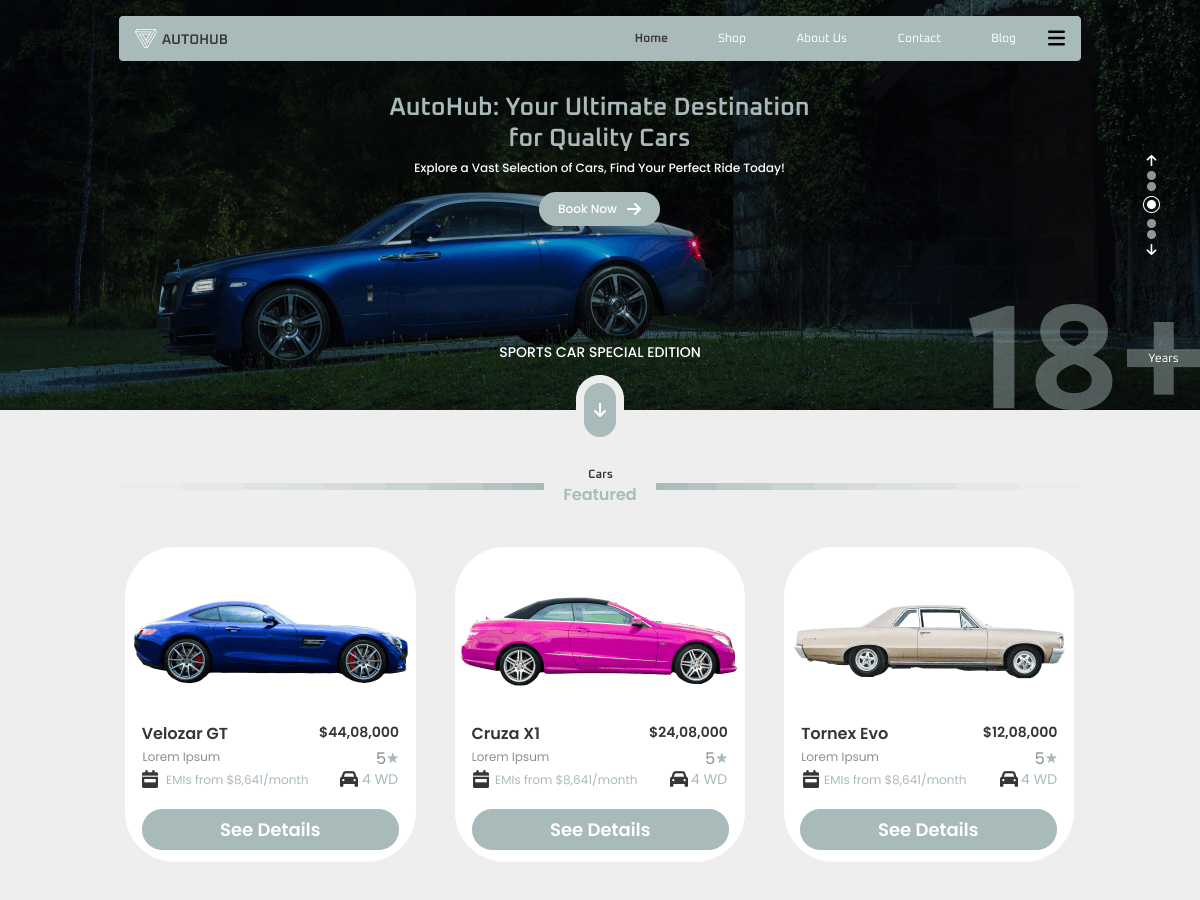 AUTOHUB
Home Shop About Us Contact Blog
AutoHub: Your Ultimate Destination
for Quality Cars
Explore a Vast Selection of Cars, Find Your Perfect Ride Today!
Book Now
SPORTS CAR SPECIAL EDITION
18+
Years
Cars
Featured
Velozar GT $44,08,000
Lorem Ipsum 5★
EMIs from $8,641/month 4 WD
See Details
Cruza X1 $24,08,000
Lorem Ipsum 5★
EMIs from $8,641/month 4 WD
See Details
Tornex Evo $12,08,000
Lorem Ipsum 5★
EMIs from $8,641/month 4 WD
See Details